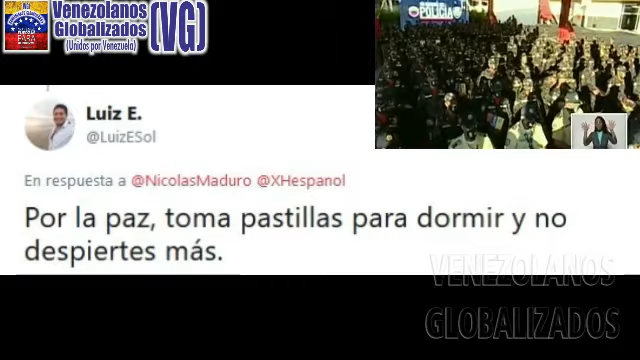 Venezolanos
Globalizados
(Unidos por Venezuela)
(VG)
POLICÍA
Luiz E.
@LuizESol
En respuesta a @NicolasMaduro @XHespanol
Por la paz, toma pastillas para dormir y no
despiertes más.
VENEZOLANOS
GLOBALIZADOS